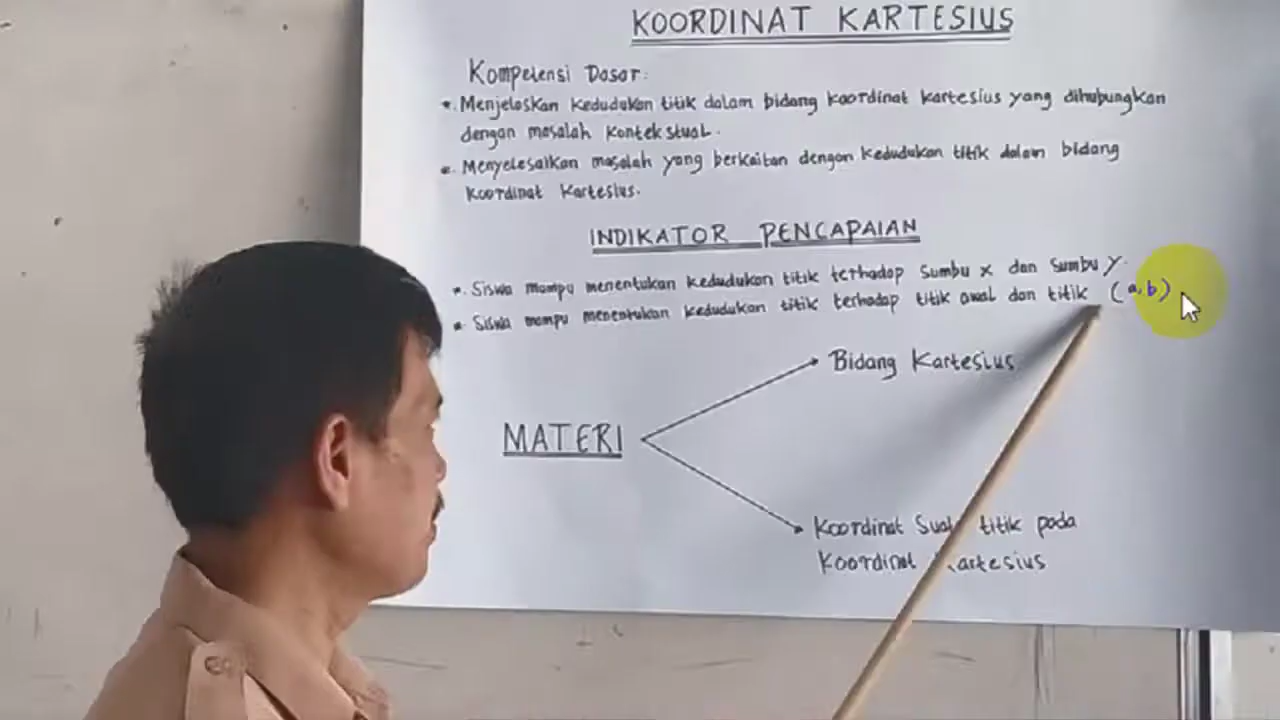 KOORDINAT KARTESIUS
Kompetensi Dasar:
*. Menjelaskan kedudukan titik dalam bidang koordinat kartesius yang dihubungkan
dengan masalah kontekstual.
*. Menyelesaikan masalah yang berkaitan dengan kedudukan titik dalam bidang
koordinat kartesius.
INDIKATOR PENCAPAIAN
*. Siswa mampu menentukan kedudukan titik terhadap sumbu x dan sumbu y.
*. Siswa mampu menentukan kedudukan titik terhadap titik awal dan titik (a,b)
Bidang Kartesius
MATERI
Koordinat Suatu titik pada
Koordinat Kartesius